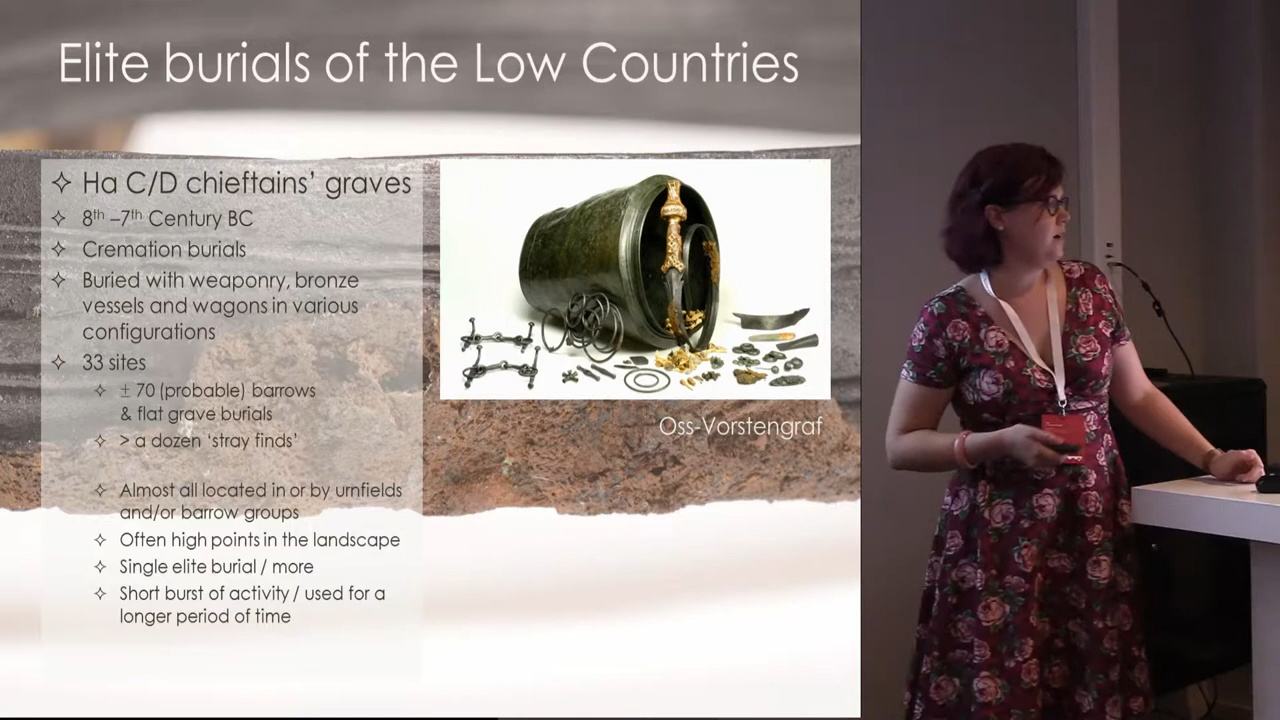 Elite burials of the Low Countries
✧ Ha C/D chieftains’ graves
✧ 8th –7th Century BC
✧ Cremation burials
✧ Buried with weaponry, bronze
vessels and wagons in various
configurations
✧ 33 sites
✧ ± 70 (probable) barrows
& flat grave burials
✧ > a dozen ‘stray finds’
✧ Almost all located in or by urnfields
and/or barrow groups
✧ Often high points in the landscape
✧ Single elite burial / more
✧ Short burst of activity / used for a
longer period of time
Oss-Vorstengraf